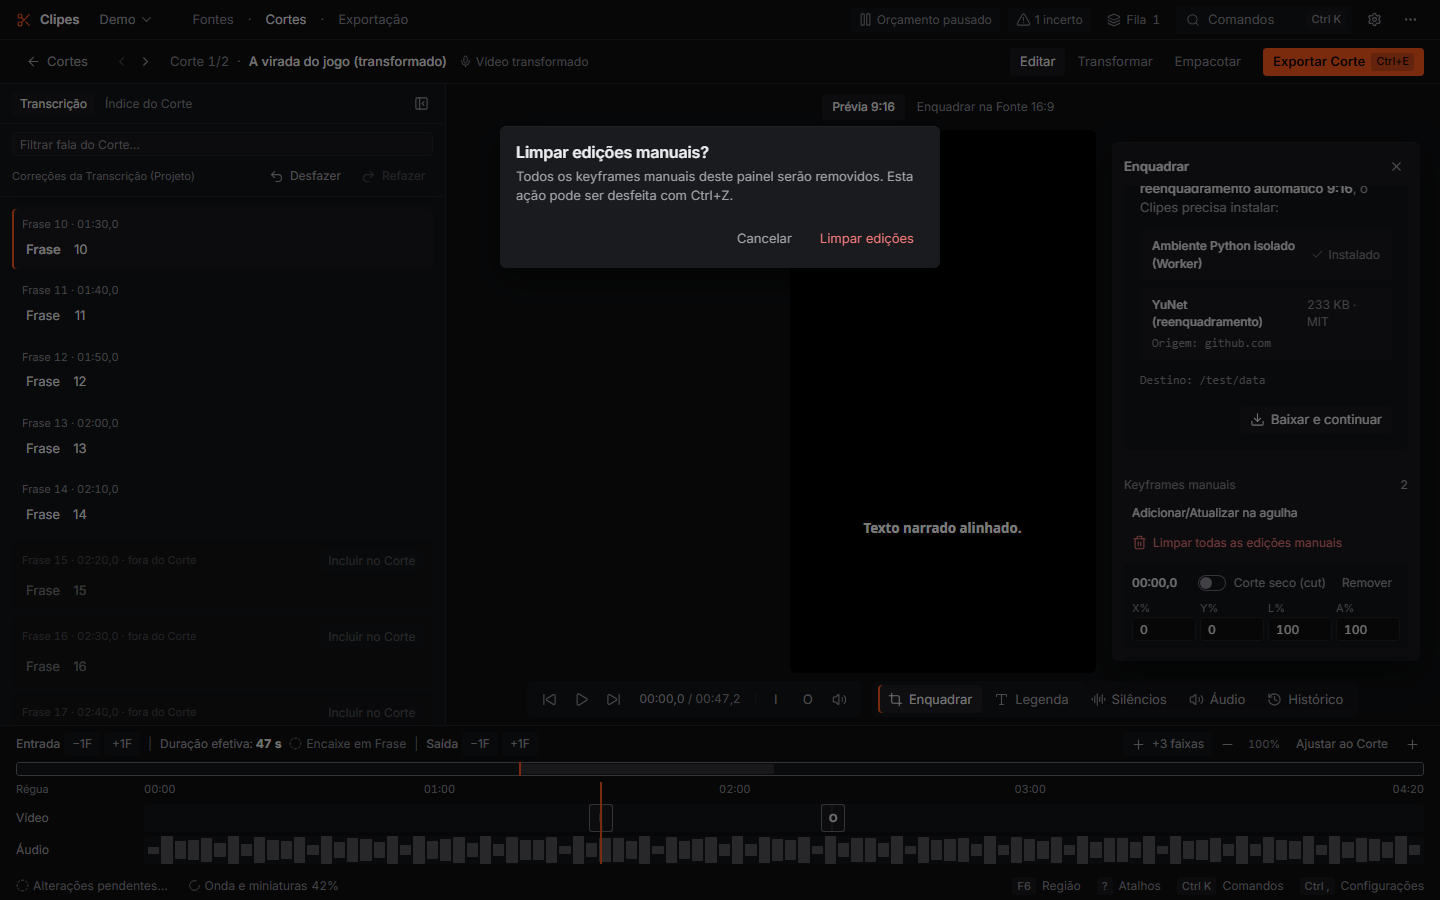 Clipes Demo Fontes · Cortes · Exportação Orçamento pausado 1 incerto Fila 1 Comandos Ctrl K
Cortes Corte 1/2 · A virada do jogo (transformado) Vídeo transformado Editar Transformar Empacotar Exportar Corte Ctrl+E
Transcrição Índice do Corte
Filtrar fala do Corte...
Correções da Transcrição (Projeto) Desfazer Refazer
Frase 10 · 01:30,0
Frase 10
Frase 11 · 01:40,0
Frase 11
Frase 12 · 01:50,0
Frase 12
Frase 13 · 02:00,0
Frase 13
Frase 14 · 02:10,0
Frase 14
Frase 15 · 02:20,0 · fora do Corte Incluir no Corte
Frase 15
Frase 16 · 02:30,0 · fora do Corte Incluir no Corte
Frase 16
Frase 17 · 02:40,0 · fora do Corte Incluir no Corte
Prévia 9:16 Enquadrar na Fonte 16:9
Limpar edições manuais?
Todos os keyframes manuais deste painel serão removidos. Esta
ação pode ser desfeita com Ctrl+Z.
Cancelar Limpar edições
Texto narrado alinhado.
Enquadrar
reenquadramento automático 9:16, o
Clipes precisa instalar:
Ambiente Python isolado
(Worker)
Instalado
YuNet
(reenquadramento)
233 KB ·
MIT
Origem: github.com
Destino: /test/data
Baixar e continuar
Keyframes manuais 2
Adicionar/Atualizar na agulha
Limpar todas as edições manuais
00:00,0 Corte seco (cut) Remover
X% Y% L% A%
0 0 100 100
00:00,0 / 00:47,2 I O Enquadrar Legenda Silêncios Áudio Histórico
Entrada −1F +1F Duração efetiva: 47 s Encaixe em Frase Saída −1F +1F +3 faixas 100% Ajustar ao Corte
Régua 00:00 01:00 02:00 03:00 04:20
Vídeo O
Áudio
Alterações pendentes... Onda e miniaturas 42% F6 Região ? Atalhos Ctrl K Comandos Ctrl , Configurações